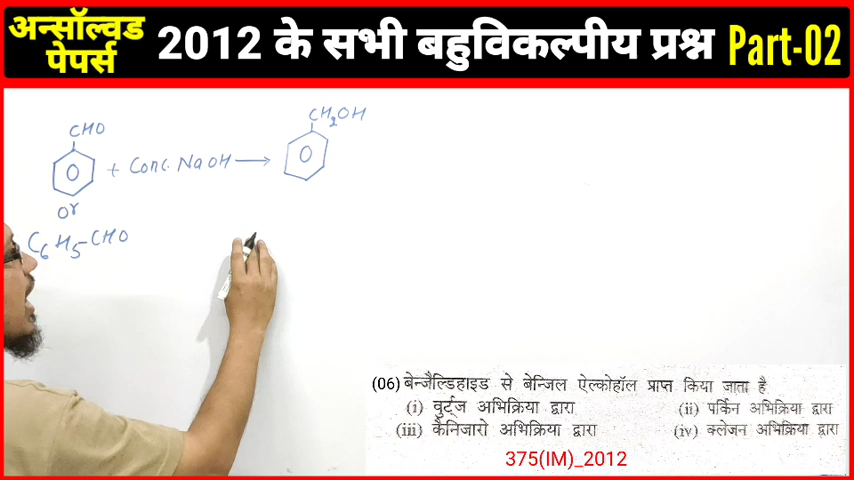 अन्सॉल्वड
पेपर्स
2012 के सभी बहुविकल्पीय प्रश्न Part-02
CHO
CH2OH
+ Conc. NaOH →
Or
C6H5-CHO
(06) बेन्जैल्डिहाइड से बेन्जिल ऐल्कोहॉल प्राप्त किया जाता है
(i) वुर्ट्ज अभिक्रिया द्वारा
(ii) पर्किन अभिक्रिया द्वारा
(iii) कैनिजारो अभिक्रिया द्वारा
(iv) क्लेजन अभिक्रिया द्वारा
375(IM)_2012